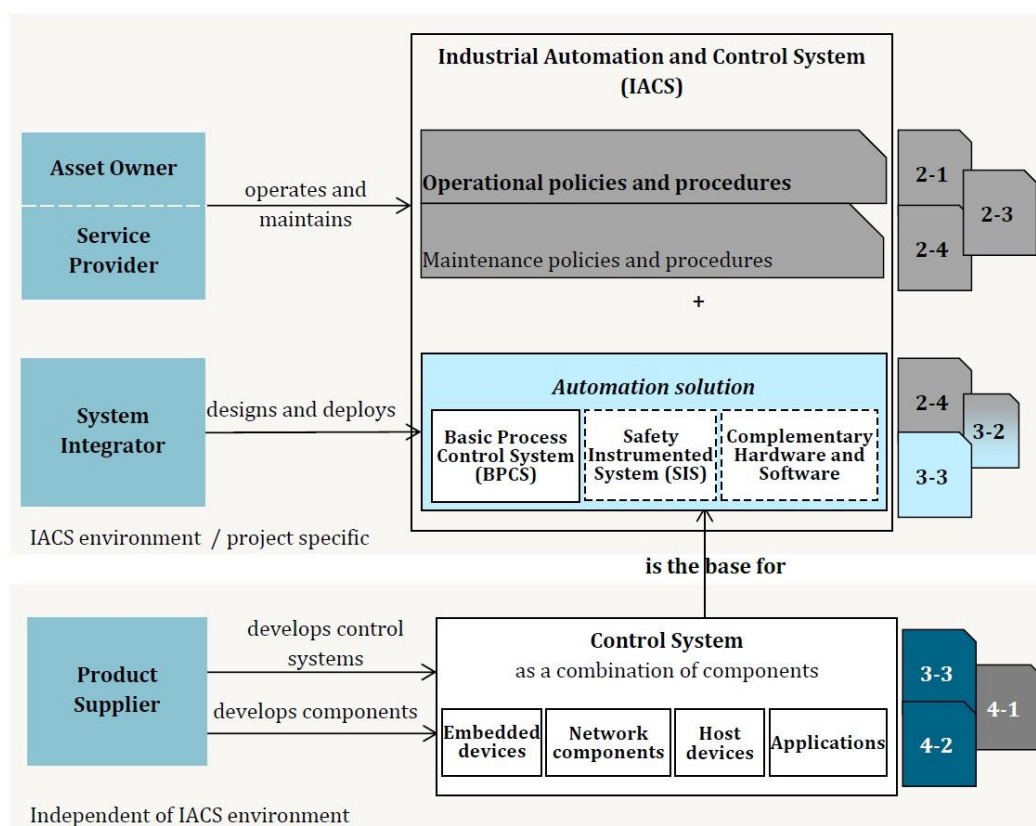 Industrial Automation and Control System
(IACS)
Asset Owner
Service
Provider
operates and
maintains
Operational policies and procedures
Maintenance policies and procedures
2-1
2-3
2-4
+
System
Integrator
designs and deploys
Automation solution
Basic Process
Control System
(BPCS)
Safety
Instrumented
System (SIS)
Complementary
Hardware and
Software
2-4
3-2
3-3
IACS environment / project specific
is the base for
Product
Supplier
develops control
systems
develops components
Control System
as a combination of components
Embedded
devices
Network
components
Host
devices
Applications
3-3
4-1
4-2
Independent of IACS environment